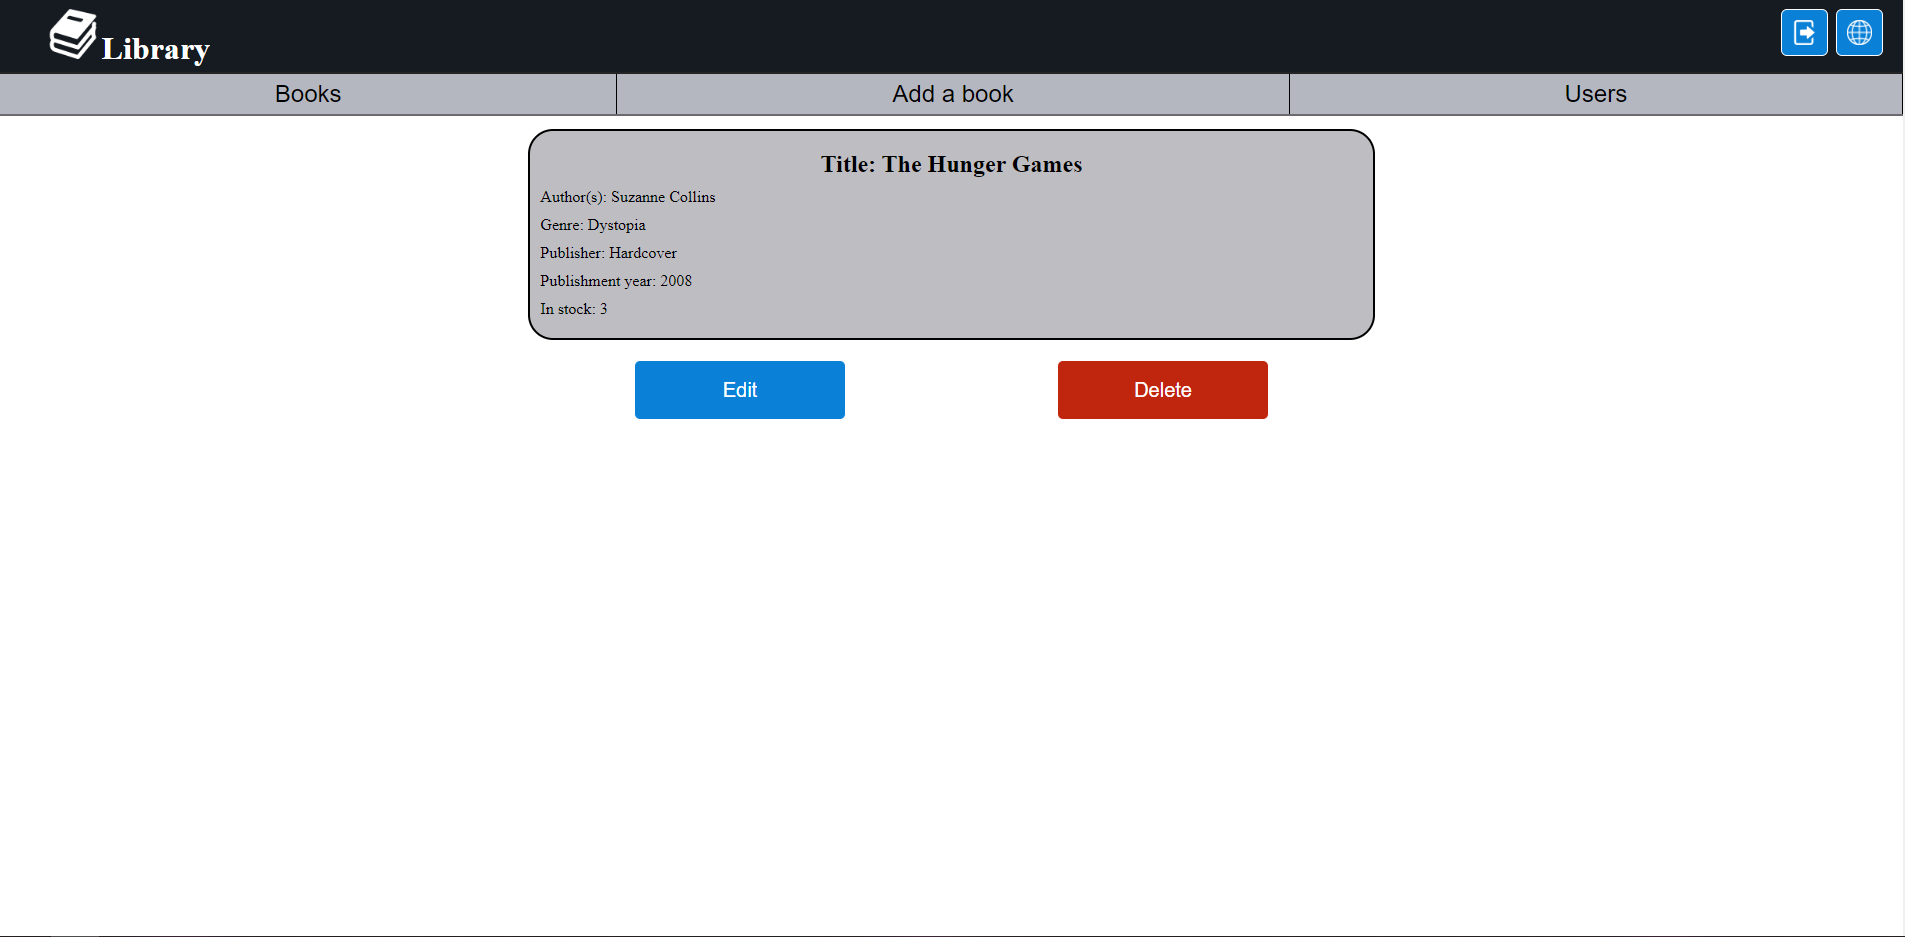 Library
Books
Add a book
Users
Title: The Hunger Games
Author(s): Suzanne Collins
Genre: Dystopia
Publisher: Hardcover
Publishment year: 2008
In stock: 3
Edit
Delete